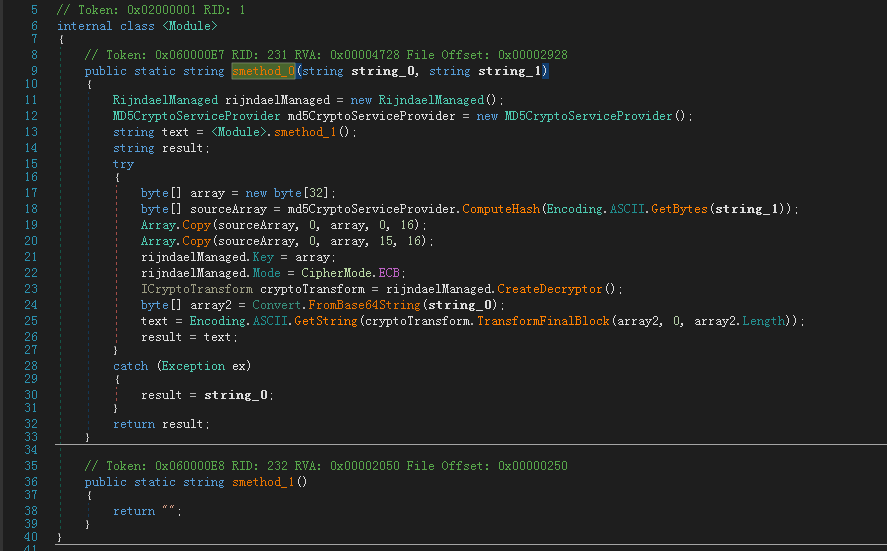 5 // Token: 0x02000001 RID: 1
6 internal class <Module>
7 {
8 // Token: 0x060000E7 RID: 231 RVA: 0x00004728 File Offset: 0x00002928
9 public static string smethod_0(string string_0, string string_1)
10 {
11 RijndaelManaged rijndaelManaged = new RijndaelManaged();
12 MD5CryptoServiceProvider md5CryptoServiceProvider = new MD5CryptoServiceProvider();
13 string text = <Module>.smethod_1();
14 string result;
15 try
16 {
17 byte[] array = new byte[32];
18 byte[] sourceArray = md5CryptoServiceProvider.ComputeHash(Encoding.ASCII.GetBytes(string_1));
19 Array.Copy(sourceArray, 0, array, 0, 16);
20 Array.Copy(sourceArray, 0, array, 15, 16);
21 rijndaelManaged.Key = array;
22 rijndaelManaged.Mode = CipherMode.ECB;
23 ICryptoTransform cryptoTransform = rijndaelManaged.CreateDecryptor();
24 byte[] array2 = Convert.FromBase64String(string_0);
25 text = Encoding.ASCII.GetString(cryptoTransform.TransformFinalBlock(array2, 0, array2.Length));
26 result = text;
27 }
28 catch (Exception ex)
29 {
30 result = string_0;
31 }
32 return result;
33 }
34
35 // Token: 0x060000E8 RID: 232 RVA: 0x00002050 File Offset: 0x00000250
36 public static string smethod_1()
37 {
38 return "";
39 }
40 }
41